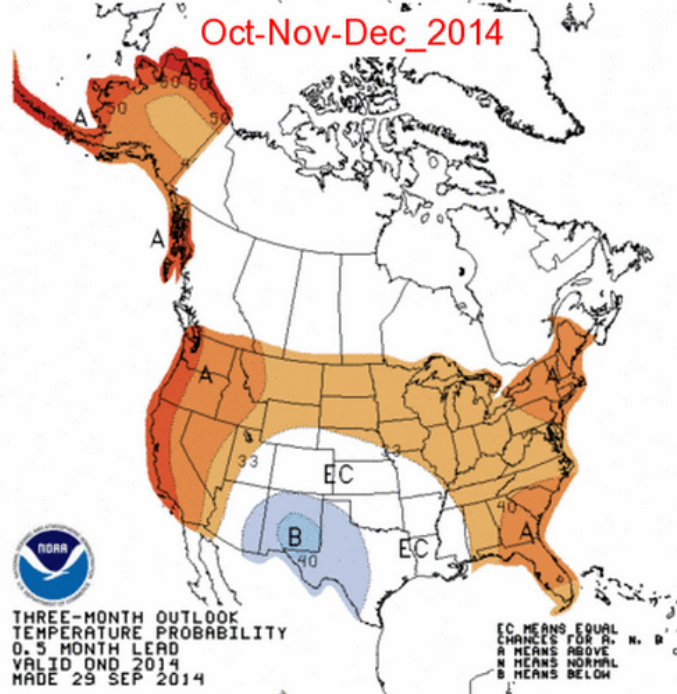 Oct-Nov-Dec_2014
A
60 60
50
50
A
A
A
A
33
33
EC
40
A
B
EC
40
NOAA
THREE-MONTH OUTLOOK
TEMPERATURE PROBABILITY
0.5 MONTH LEAD
VALID OND 2014
MADE 29 SEP 2014
EC MEANS EQUAL
CHANCES FOR A, N, B
A MEANS ABOVE
N MEANS NORMAL
B MEANS BELOW